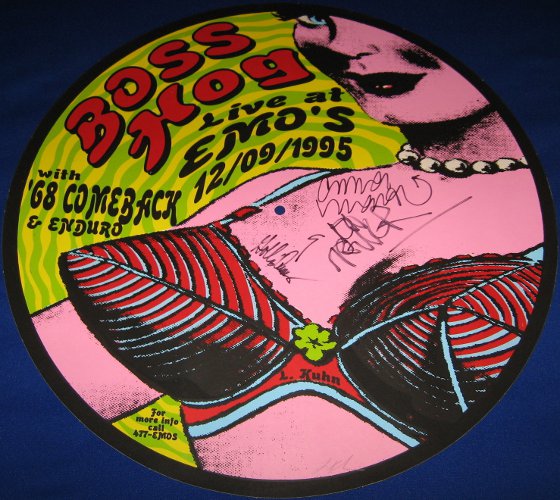 BOSS
HOG
Live at
EMO'S
12/09/1995
with
'68 COMEBACK
& ENDURO
L. Kuhn
For
more info
call
477-EMOS